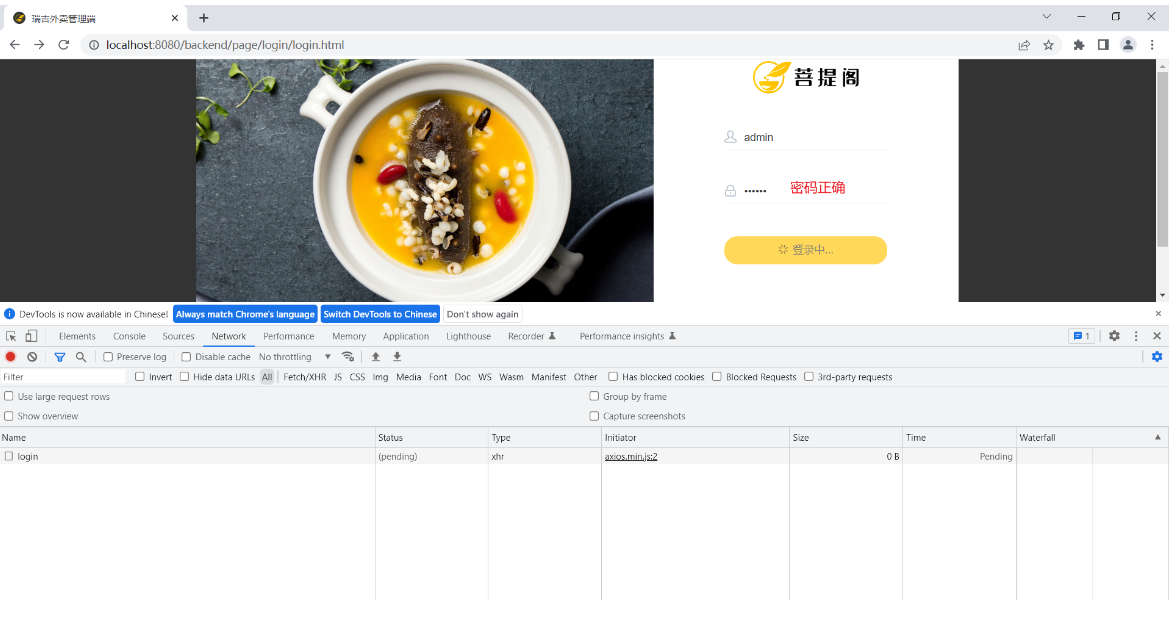 瑞吉外卖管理端
localhost:8080/backend/page/login/login.html
菩提阁
admin
•••••• 密码正确
登录中...
DevTools is now available in Chinese! Always match Chrome's language Switch DevTools to Chinese Don't show again
Elements Console Sources Network Performance Memory Application Lighthouse Recorder Performance insights 1
Preserve log Disable cache No throttling
Filter Invert Hide data URLs All Fetch/XHR JS CSS Img Media Font Doc WS Wasm Manifest Other Has blocked cookies Blocked Requests 3rd-party requests
Use large request rows Group by frame
Show overview Capture screenshots
Name Status Type Initiator Size Time Waterfall
login (pending) xhr axios.min.js:2 0 B Pending